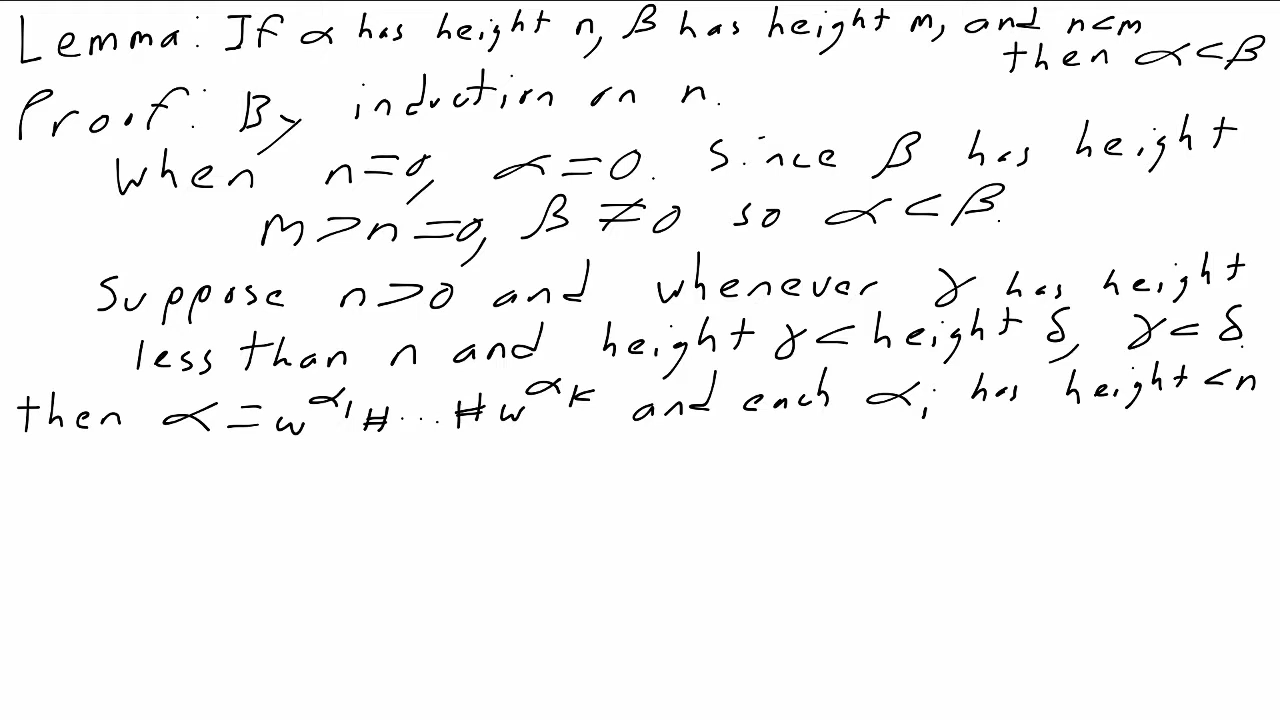 Lemma: If α has height n, β has height m, and n<m
then α<β
Proof: By induction on n.
When n=0, α=0. Since β has height
m>n=0, β≠0 so α<β.
Suppose n>0 and whenever γ has height
less than n and height γ<height δ, γ<δ.
then α=ω^α₁#...#ω^αₖ and each αᵢ has height<n